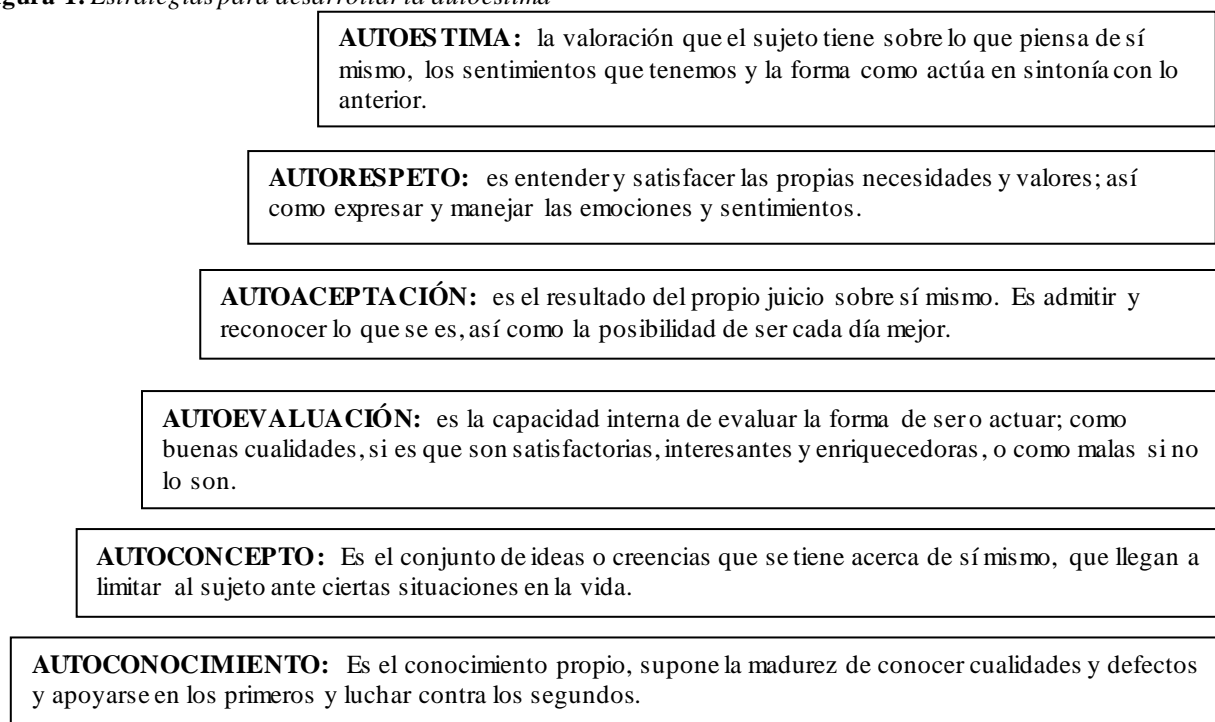 Figura 1. Estrategias para desarrollar la autoestima
AUTOESTIMA: la valoración que el sujeto tiene sobre lo que piensa de sí
mismo, los sentimientos que tenemos y la forma como actúa en sintonía con lo
anterior.
AUTORESPETO: es entender y satisfacer las propias necesidades y valores; así
como expresar y manejar las emociones y sentimientos.
AUTOACEPTACIÓN: es el resultado del propio juicio sobre sí mismo. Es admitir y
reconocer lo que se es, así como la posibilidad de ser cada día mejor.
AUTOEVALUACIÓN: es la capacidad interna de evaluar la forma de ser o actuar; como
buenas cualidades, si es que son satisfactorias, interesantes y enriquecedoras, o como malas si no
lo son.
AUTOCONCEPTO: Es el conjunto de ideas o creencias que se tiene acerca de sí mismo, que llegan a
limitar al sujeto ante ciertas situaciones en la vida.
AUTOCONOCIMIENTO: Es el conocimiento propio, supone la madurez de conocer cualidades y defectos
y apoyarse en los primeros y luchar contra los segundos.